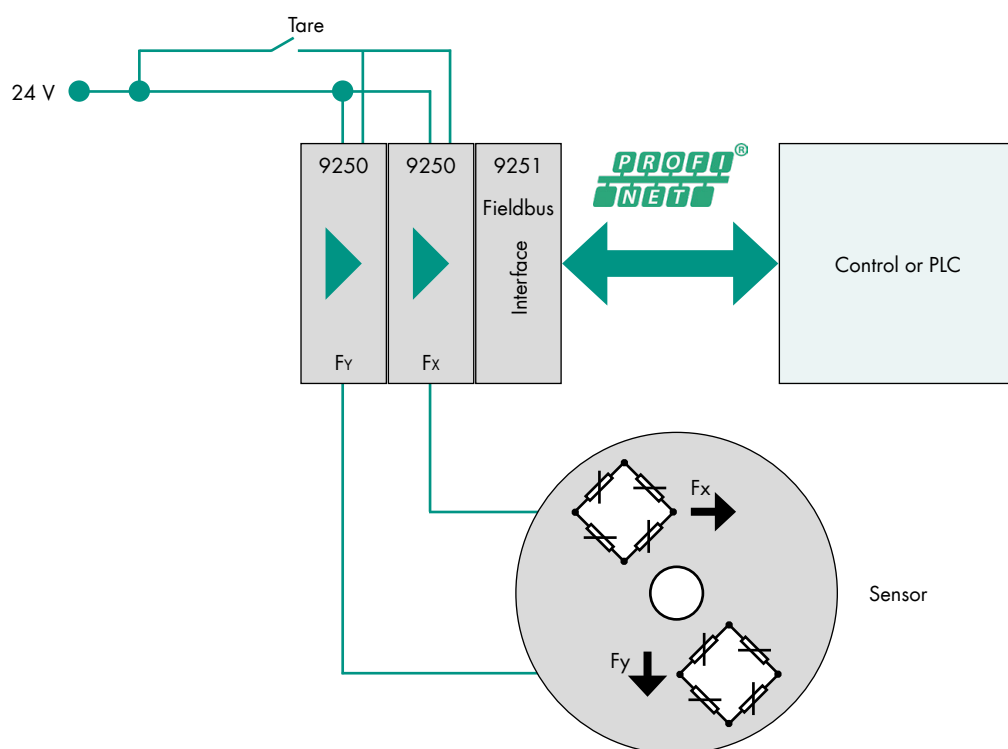 Tare
24 V
9250
9250
9251
Fieldbus
Interface
FY
FX
PROFI®
NET
Control or PLC
Fx
Fy
Sensor